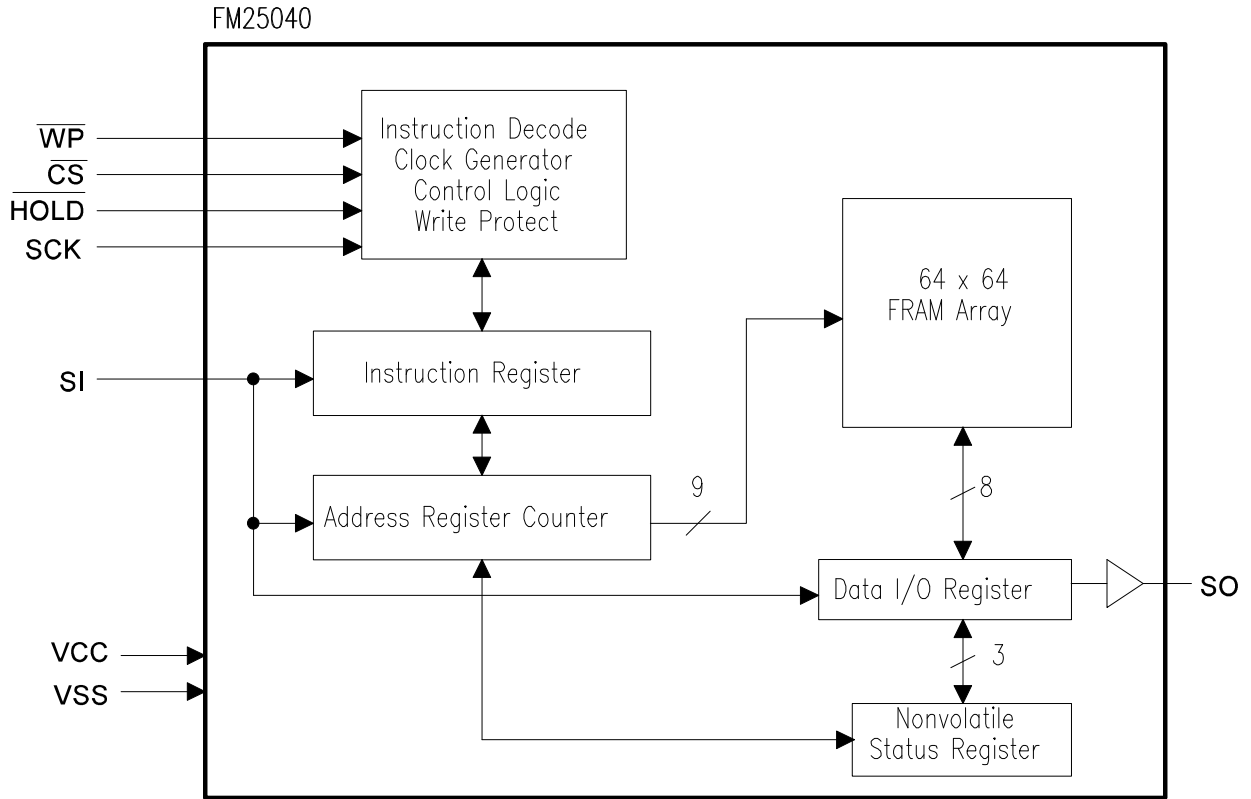 FM25040
WP
CS
HOLD
SCK
Instruction Decode
Clock Generator
Control Logic
Write Protect
64 x 64
FRAM Array
SI
Instruction Register
Address Register Counter
9
8
Data I/O Register
SO
VCC
VSS
3
Nonvolatile
Status Register